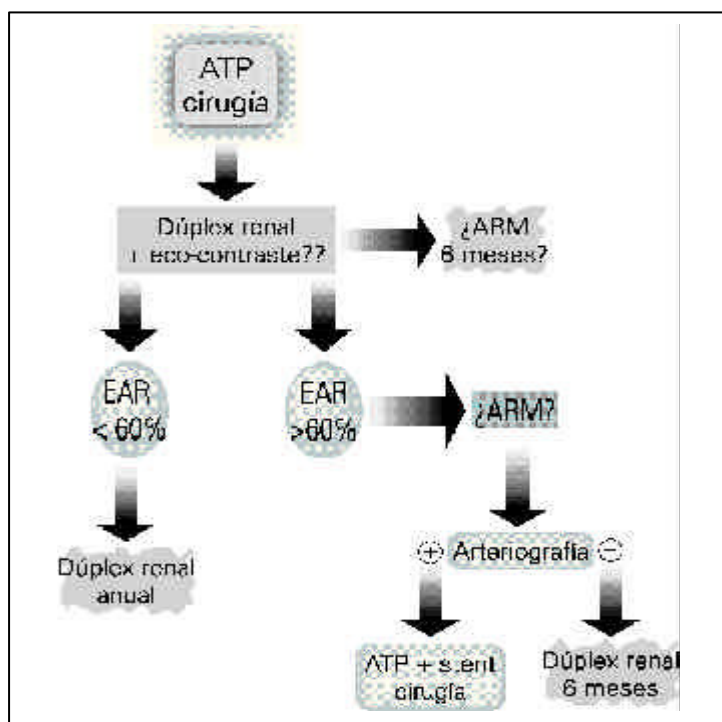 ATP
cirugía
Dúplex renal
+ eco-contraste??
¿ARM
6 meses?
EAR
< 60%
EAR
>60%
¿ARM?
Dúplex renal
anual
+ Arteriografía −
ATP + stent
cirugía
Dúplex renal
6 meses